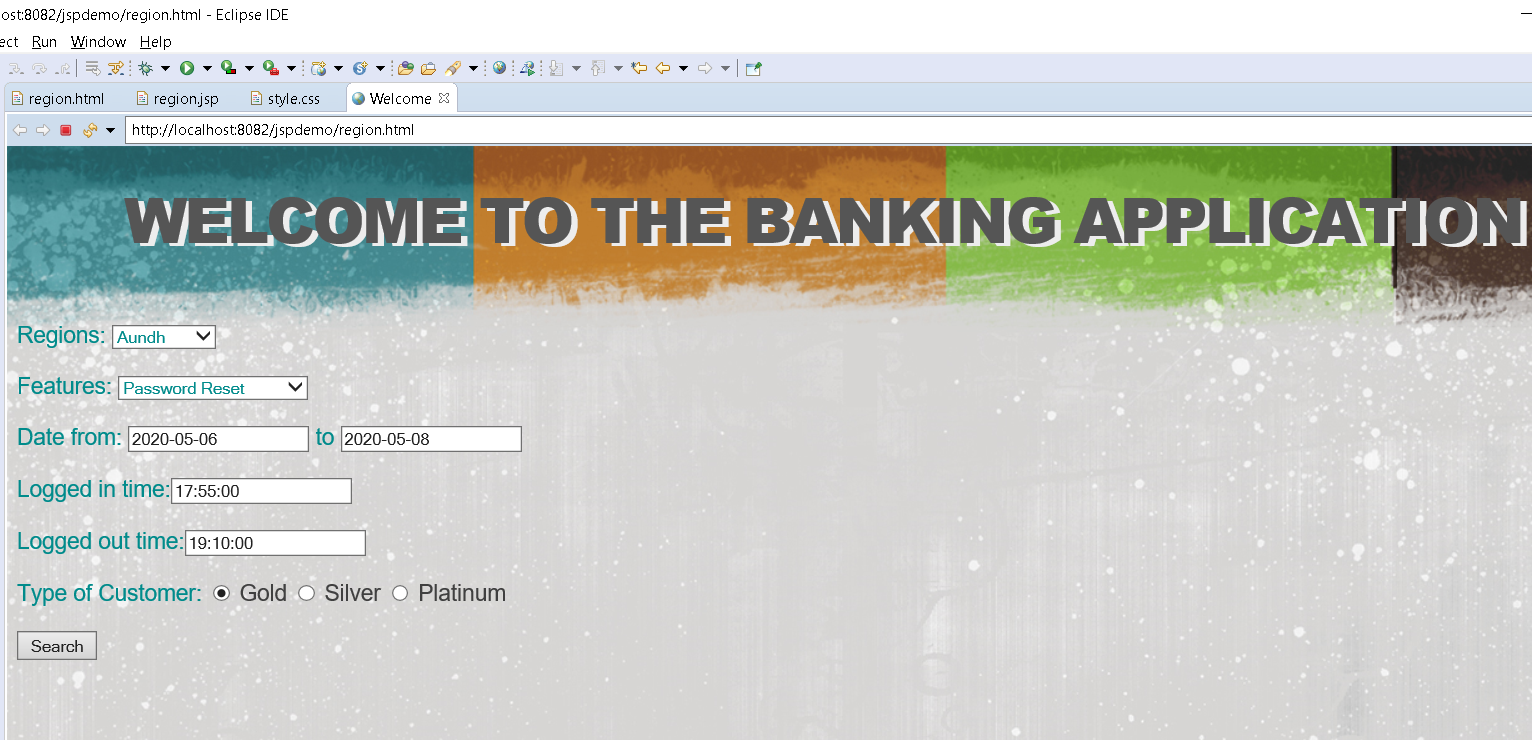 ost:8082/jspdemo/region.html - Eclipse IDE
ect Run Window Help
region.html region.jsp style.css Welcome
http://localhost:8082/jspdemo/region.html
WELCOME TO THE BANKING APPLICATION
Regions: Aundh
Features: Password Reset
Date from: 2020-05-06 to 2020-05-08
Logged in time: 17:55:00
Logged out time: 19:10:00
Type of Customer: Gold Silver Platinum
Search